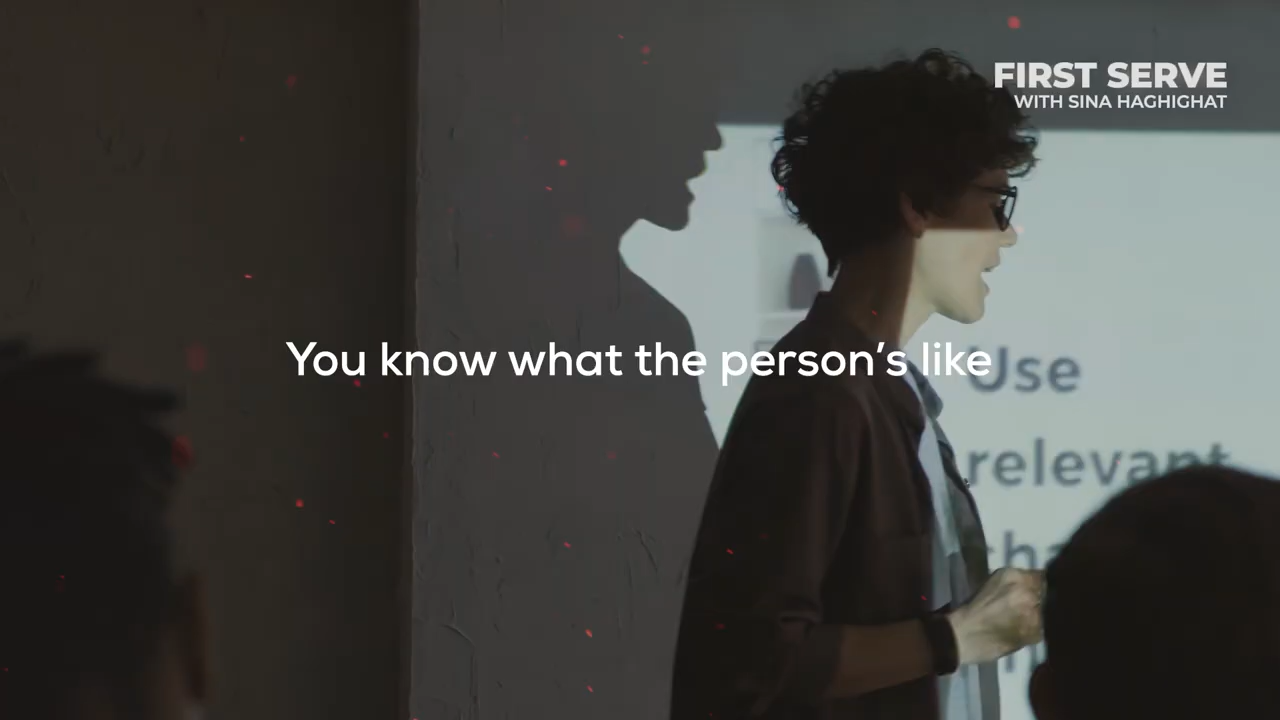 FIRST SERVE
WITH SINA HAGHIGHAT
You know what the person's like
Use
relevant